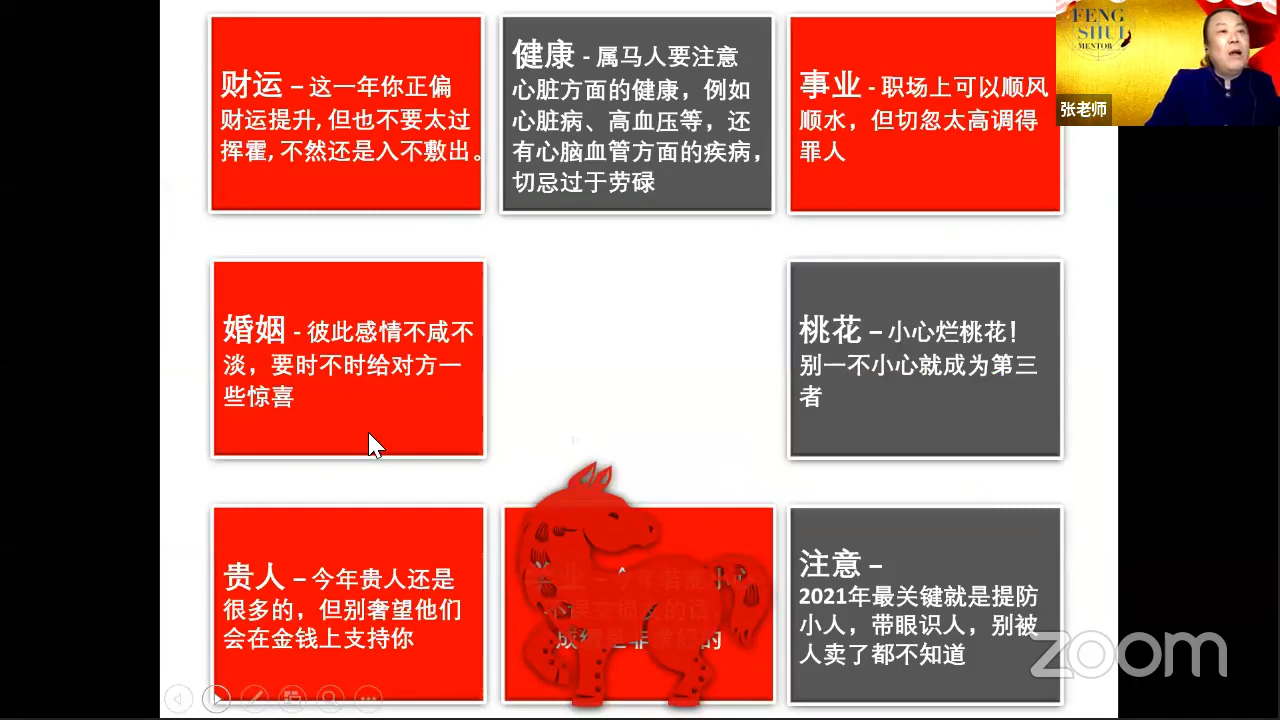 财运 – 这一年你正偏
财运提升, 但也不要太过
挥霍, 不然还是入不敷出。
健康 - 属马人要注意
心脏方面的健康，例如
心脏病、高血压等，还
有心脑血管方面的疾病，
切忌过于劳碌
事业 - 职场上可以顺风
顺水，但切忽太高调得
罪人
FENG
SHUI
MENTOR
张老师
婚姻 - 彼此感情不咸不
淡，要时不时给对方一
些惊喜
桃花 – 小心烂桃花！
别一不小心就成为第三
者
贵人 – 今年贵人还是
很多的，但别奢望他们
会在金钱上支持你
注意 –
2021年最关键就是提防
小人，带眼识人，别被
人卖了都不知道
zoom